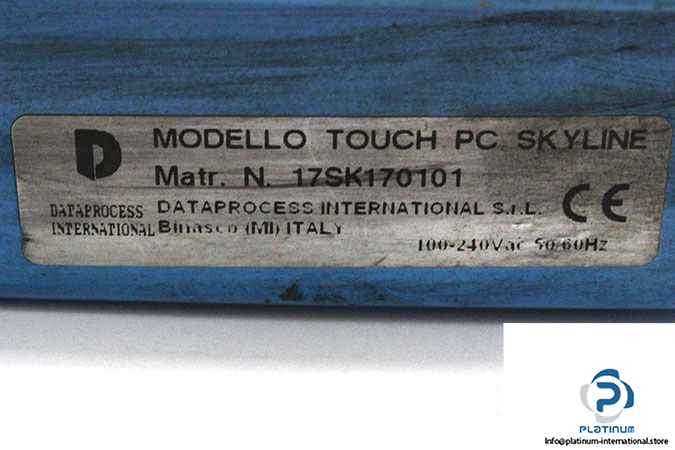 D
MODELLO TOUCH PC SKYLINE
Matr. N. 17SK170101
DATAPROCESS INTERNATIONAL
DATAPROCESS INTERNATIONAL S.r.L.
Binasco (MI) ITALY
CE
100-240Vac 50/60Hz
P
PLATINUM
Info@platinum-international.store